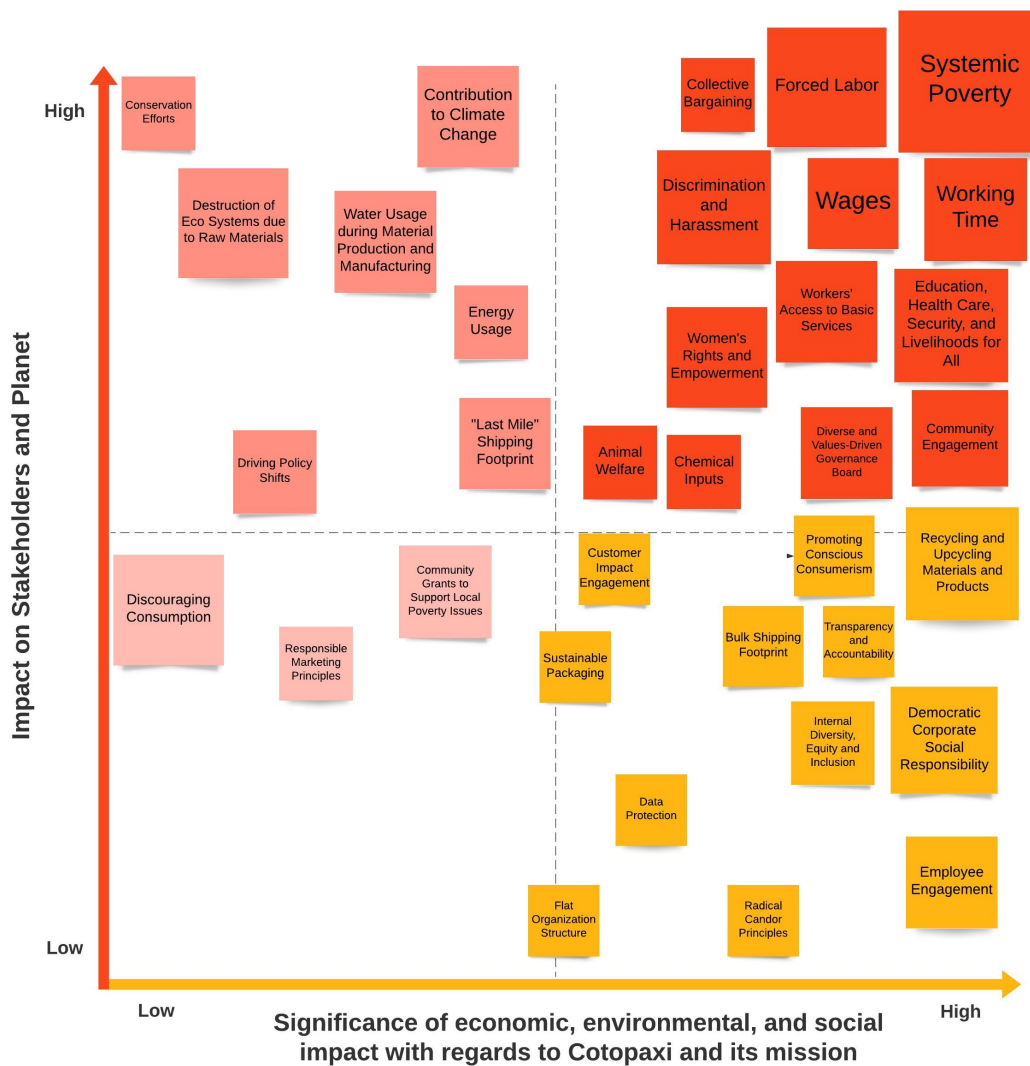 High
Conservation
Efforts
Contribution
to Climate
Change
Collective
Bargaining
Forced Labor
Systemic
Poverty
Destruction of
Eco Systems due
to Raw Materials
Water Usage
during Material
Production and
Manufacturing
Discrimination
and
Harassment
Wages
Working
Time
Energy
Usage
Women's
Rights and
Empowerment
Workers'
Access to Basic
Services
Education,
Health Care,
Security, and
Livelihoods for
All
Driving Policy
Shifts
"Last Mile"
Shipping
Footprint
Animal
Welfare
Chemical
Inputs
Diverse and
Values-Driven
Governance
Board
Community
Engagement
Impact on Stakeholders and Planet
Discouraging
Consumption
Responsible
Marketing
Principles
Community
Grants to
Support Local
Poverty Issues
Customer
Impact
Engagement
Promoting
Conscious
Consumerism
Recycling and
Upcycling
Materials and
Products
Sustainable
Packaging
Bulk Shipping
Footprint
Transparency
and
Accountability
Internal
Diversity,
Equity and
Inclusion
Democratic
Corporate
Social
Responsibility
Data
Protection
Flat
Organization
Structure
Radical
Candor
Principles
Employee
Engagement
Low
Low
High
Significance of economic, environmental, and social
impact with regards to Cotopaxi and its mission